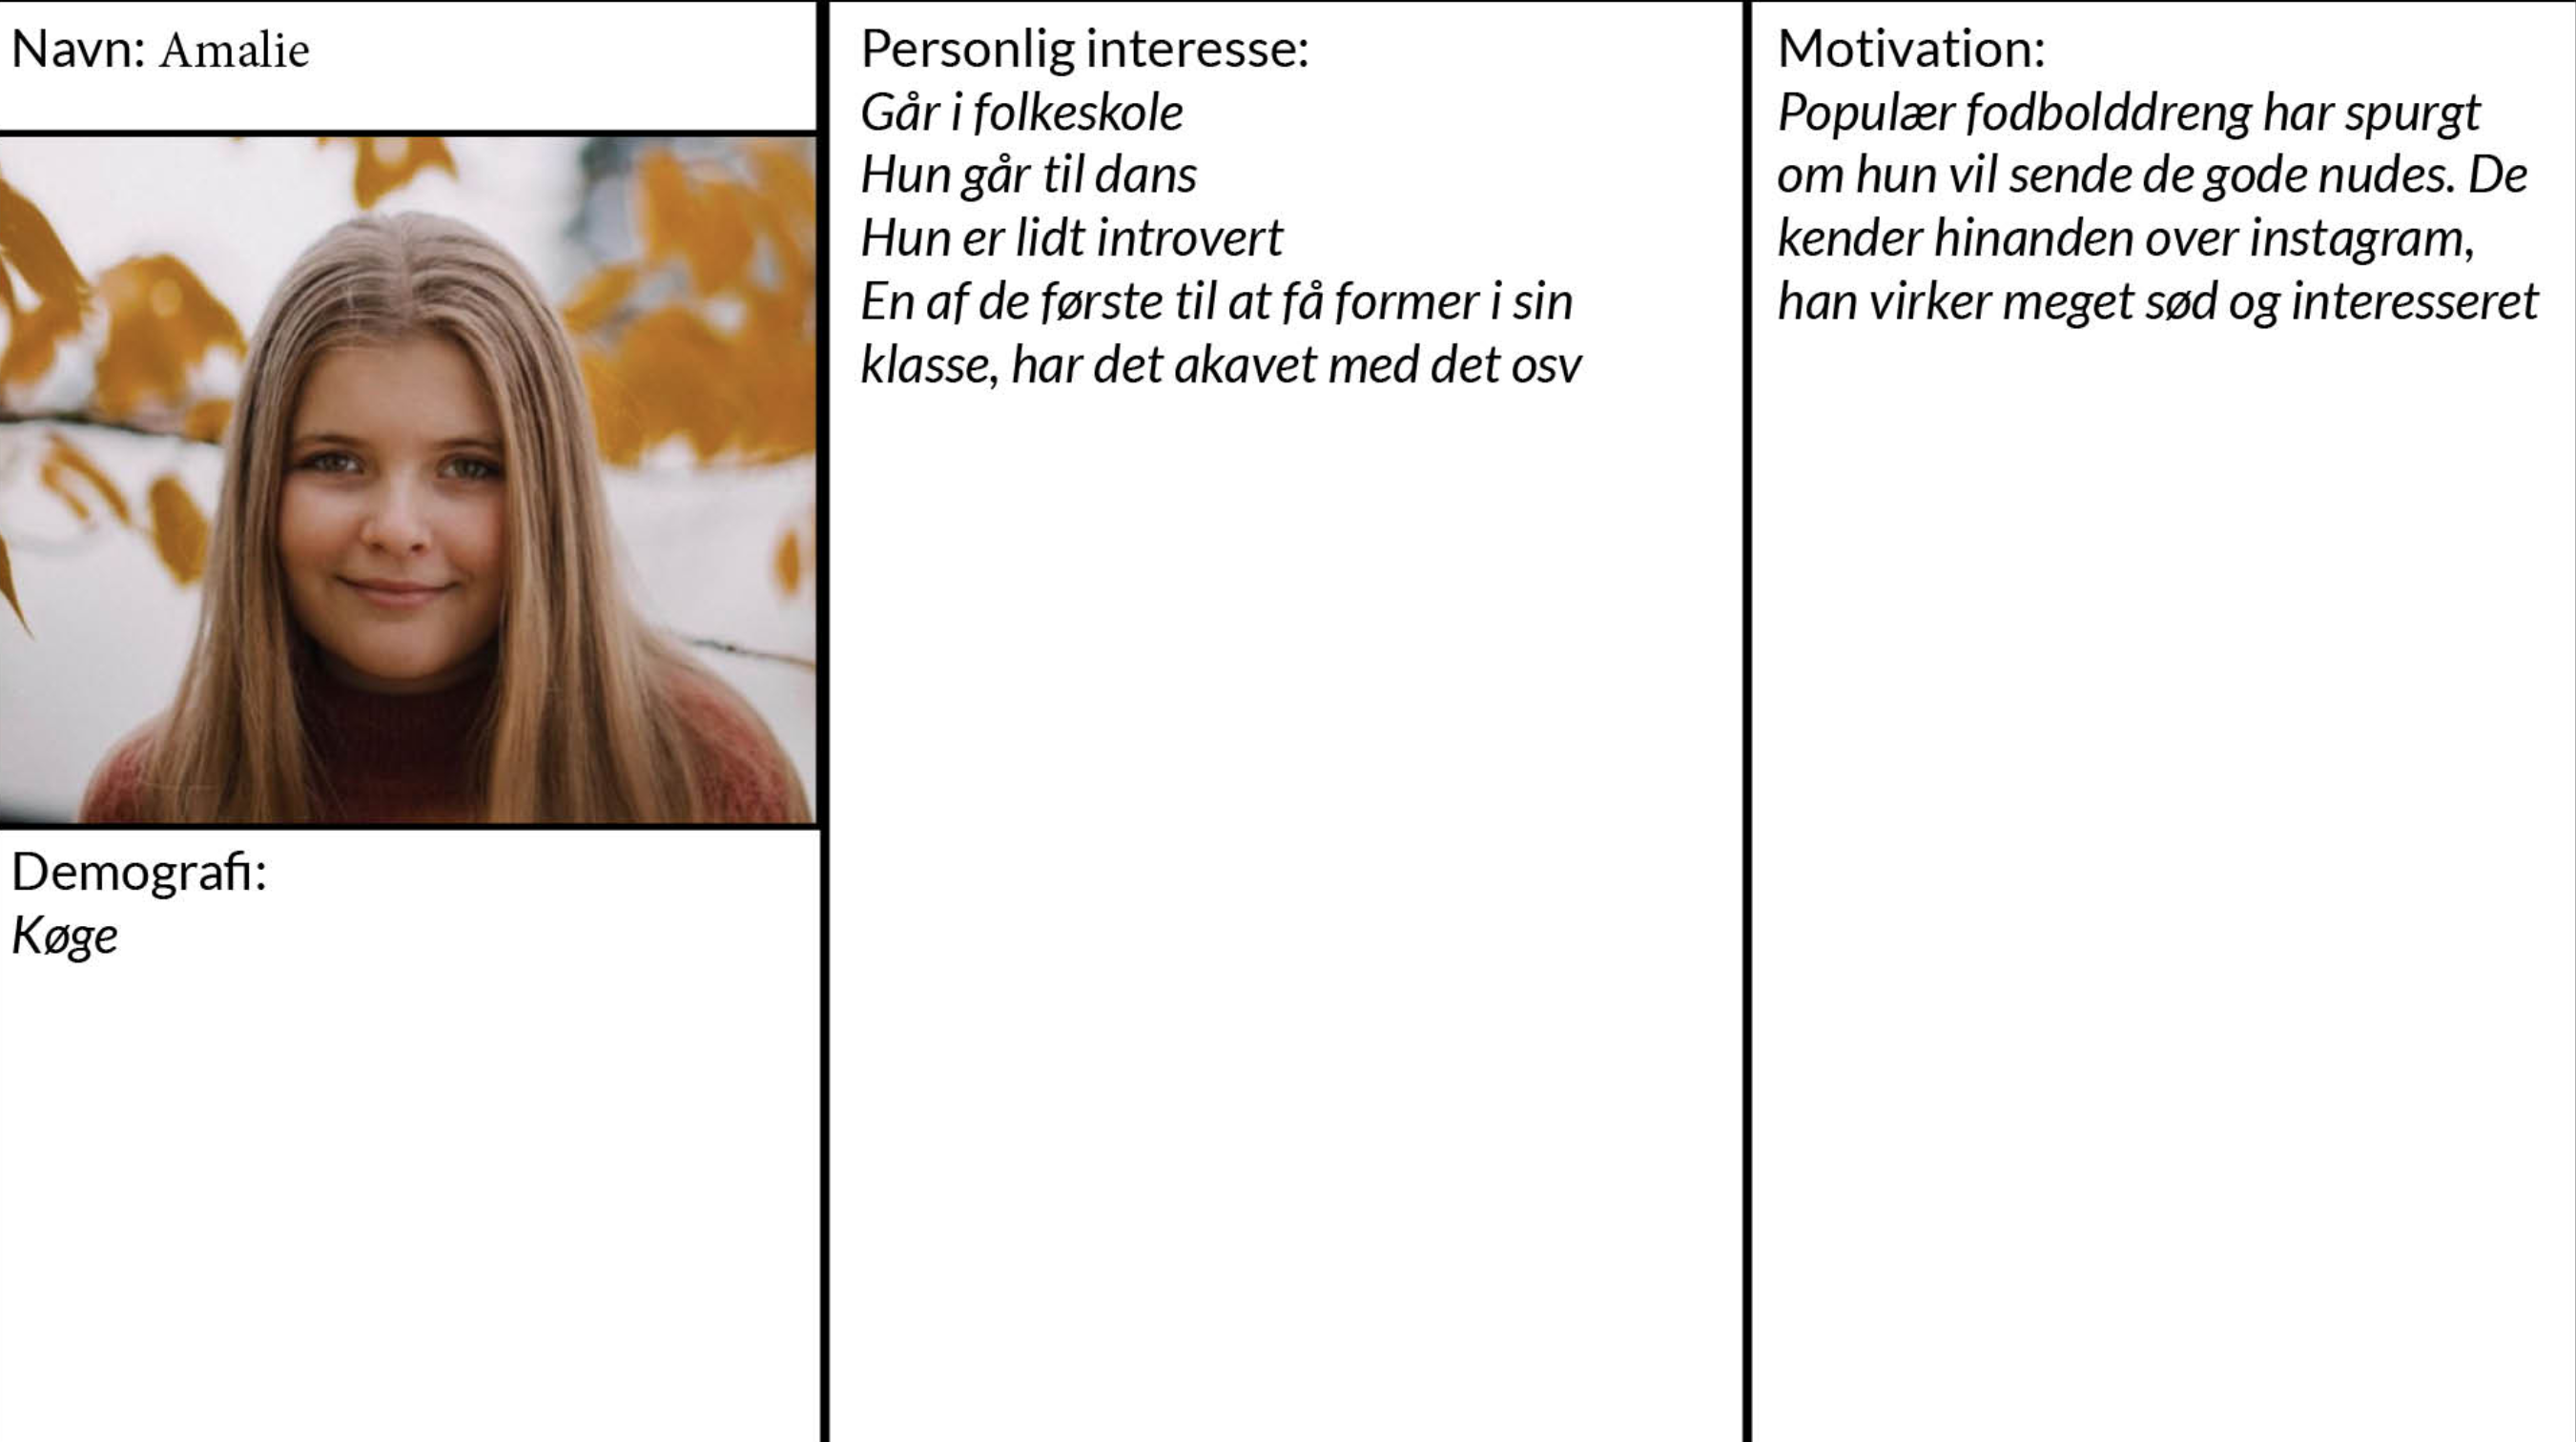 Navn: Amalie
Demografi:
Køge
Personlig interesse:
Går i folkeskole
Hun går til dans
Hun er lidt introvert
En af de første til at få former i sin
klasse, har det akavet med det osv
Motivation:
Populær fodbolddreng har spurgt
om hun vil sende de gode nudes. De
kender hinanden over instagram,
han virker meget sød og interesseret